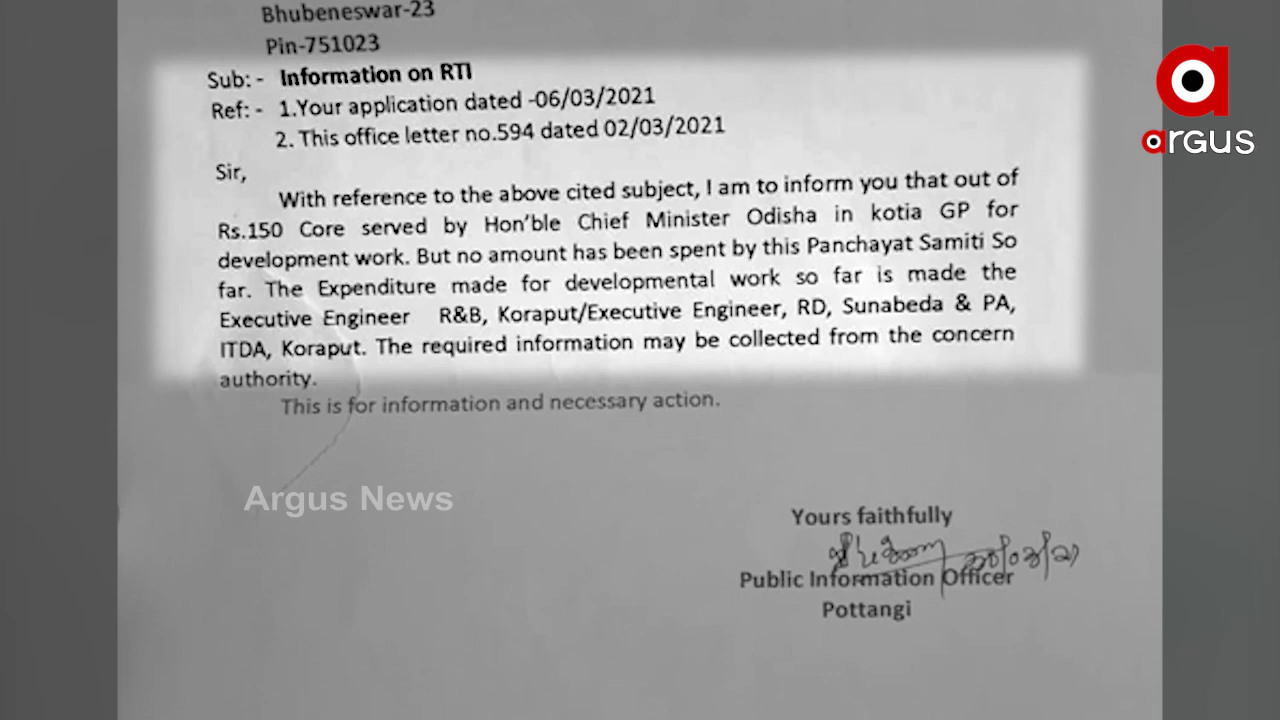 Bhubeneswar-23
Pin-751023
Sub: - Information on RTI
Ref: - 1.Your application dated -06/03/2021
2. This office letter no.594 dated 02/03/2021
Sir,
With reference to the above cited subject, I am to inform you that out of
Rs.150 Core served by Hon'ble Chief Minister Odisha in kotia GP for
development work. But no amount has been spent by this Panchayat Samiti So
far. The Expenditure made for developmental work so far is made the
Executive Engineer R&B, Koraput/Executive Engineer, RD, Sunabeda & PA,
ITDA, Koraput. The required information may be collected from the concern
authority.
This is for information and necessary action.
Yours faithfully
Public Information Officer
Pottangi
Argus News
argus